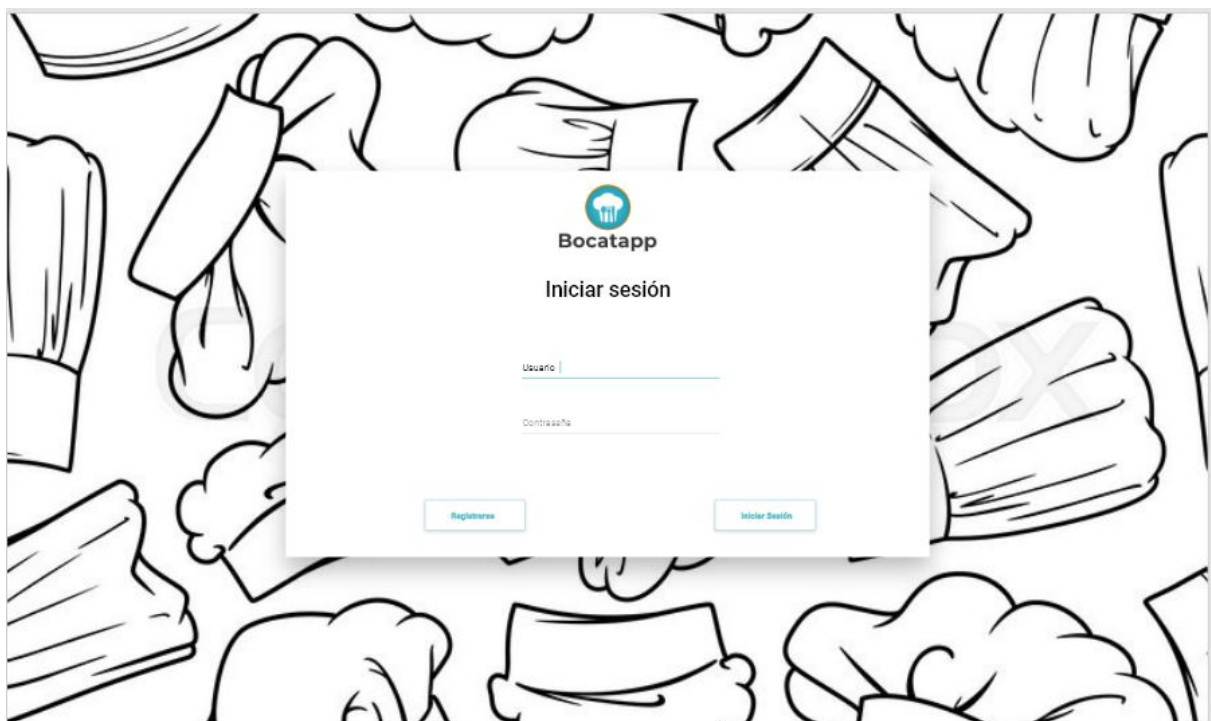 Bocatapp
Iniciar sesión
Usuario
Contraseña
Registrarse
Iniciar Sesión